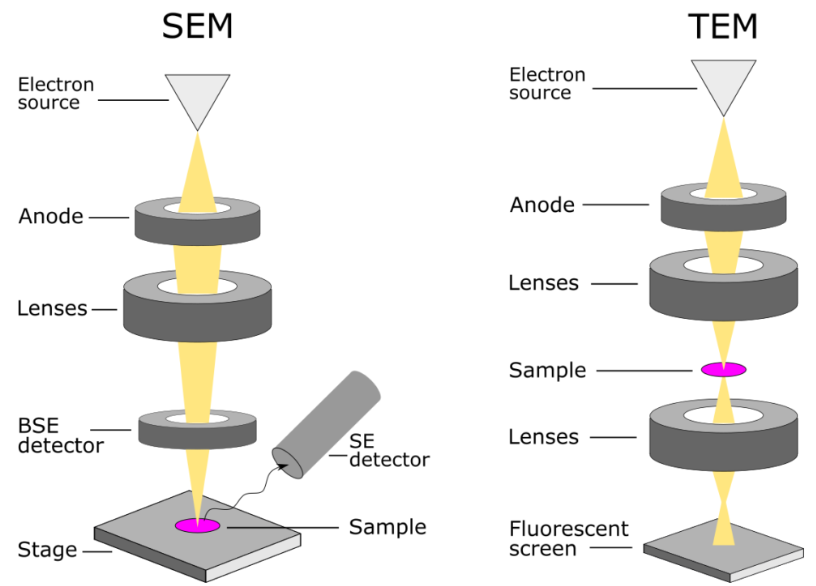 SEM
Electron
source
Anode
Lenses
BSE
detector
SE
detector
Sample
Stage
TEM
Electron
source
Anode
Lenses
Sample
Lenses
Fluorescent
screen